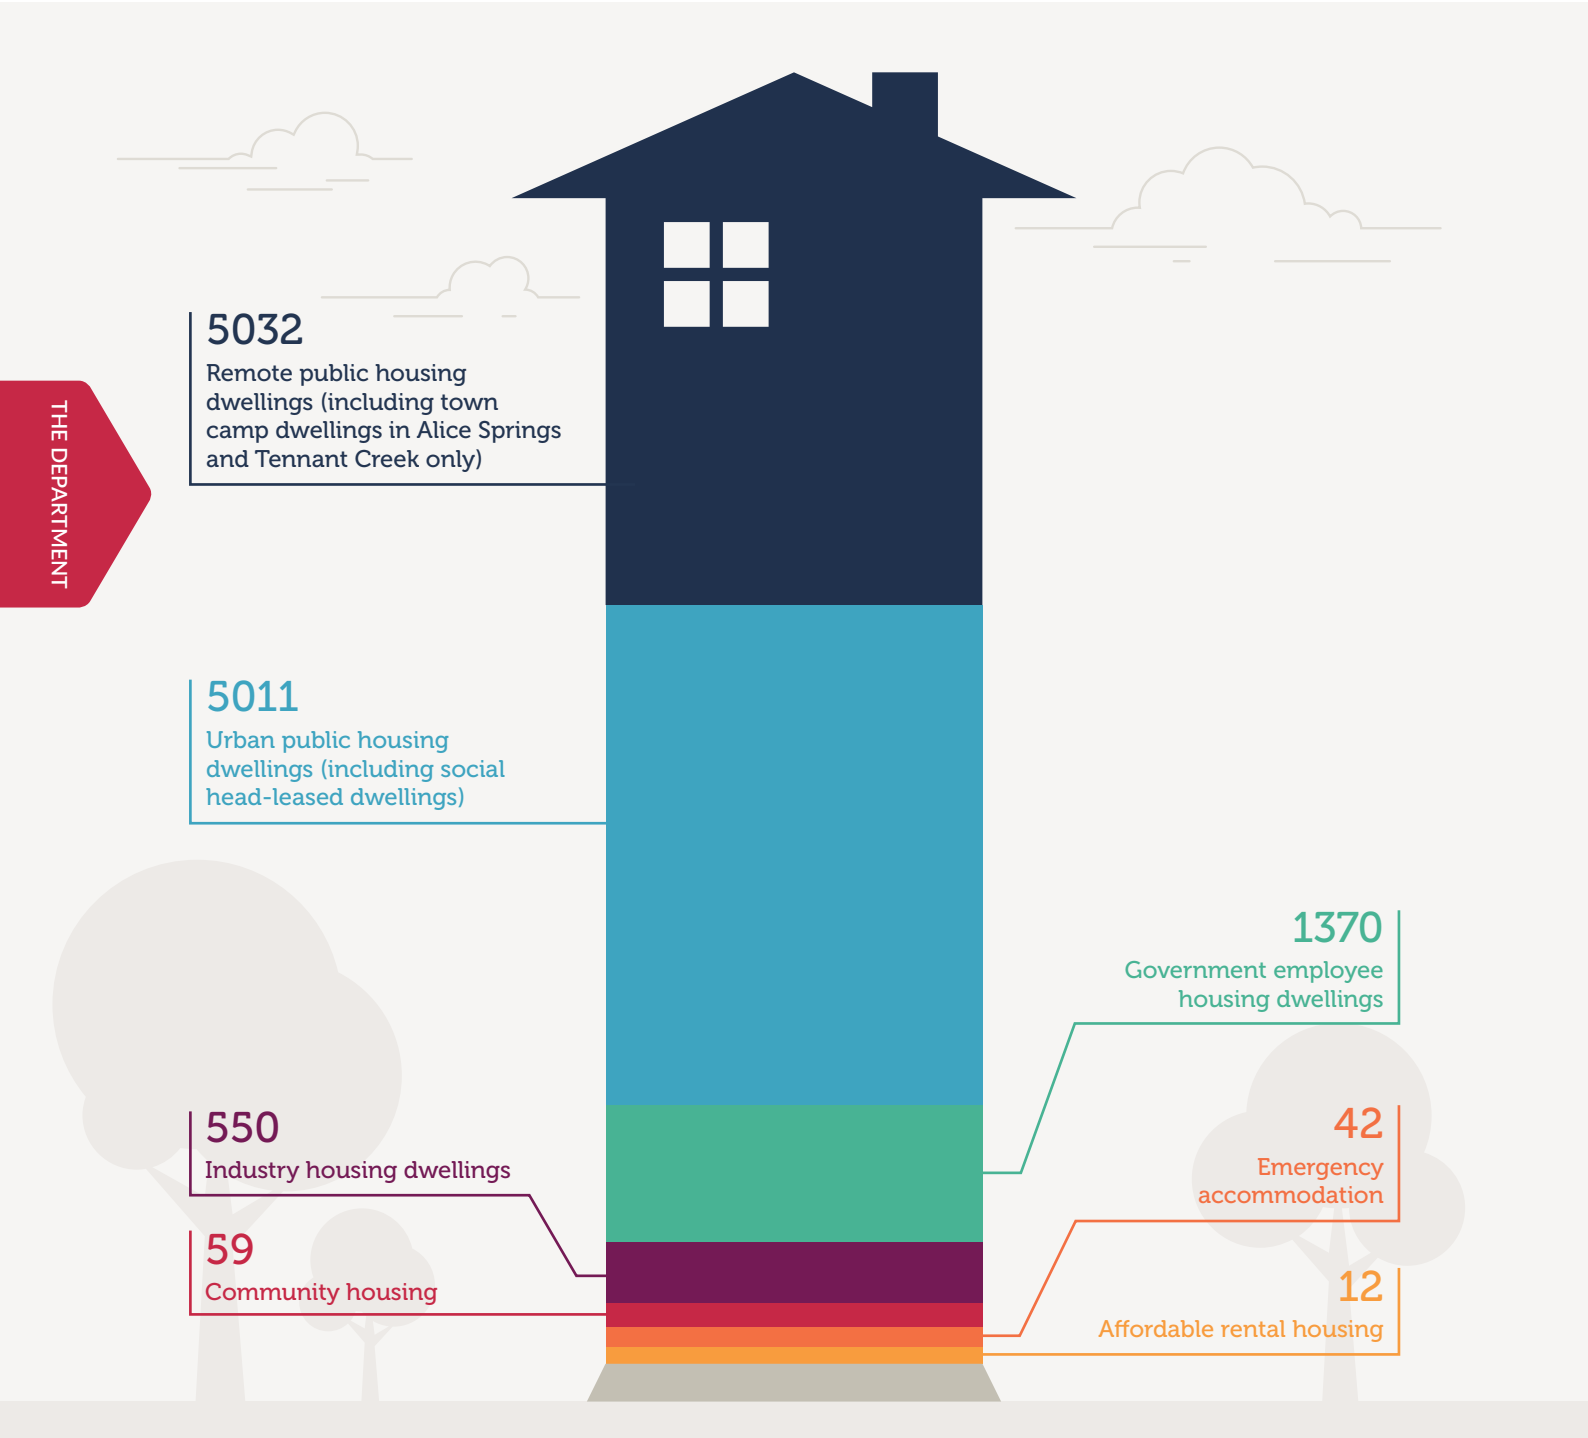 THE DEPARTMENT
5032
Remote public housing
dwellings (including town
camp dwellings in Alice Springs
and Tennant Creek only)
5011
Urban public housing
dwellings (including social
head-leased dwellings)
1370
Government employee
housing dwellings
550
Industry housing dwellings
42
Emergency
accommodation
59
Community housing
12
Affordable rental housing